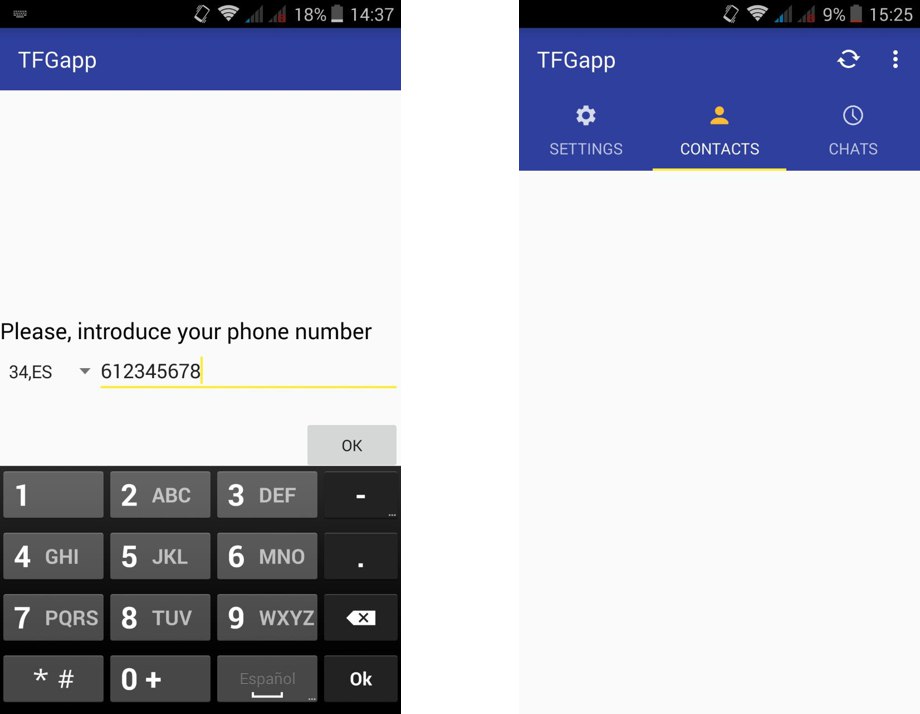 18% 14:37
TFGapp
Please, introduce your phone number
34,ES 612345678
OK
1 2 ABC 3 DEF -
4 GHI 5 JKL 6 MNO .
7 PQRS 8 TUV 9 WXYZ
* # 0 + Español Ok
9% 15:25
TFGapp
SETTINGS CONTACTS CHATS